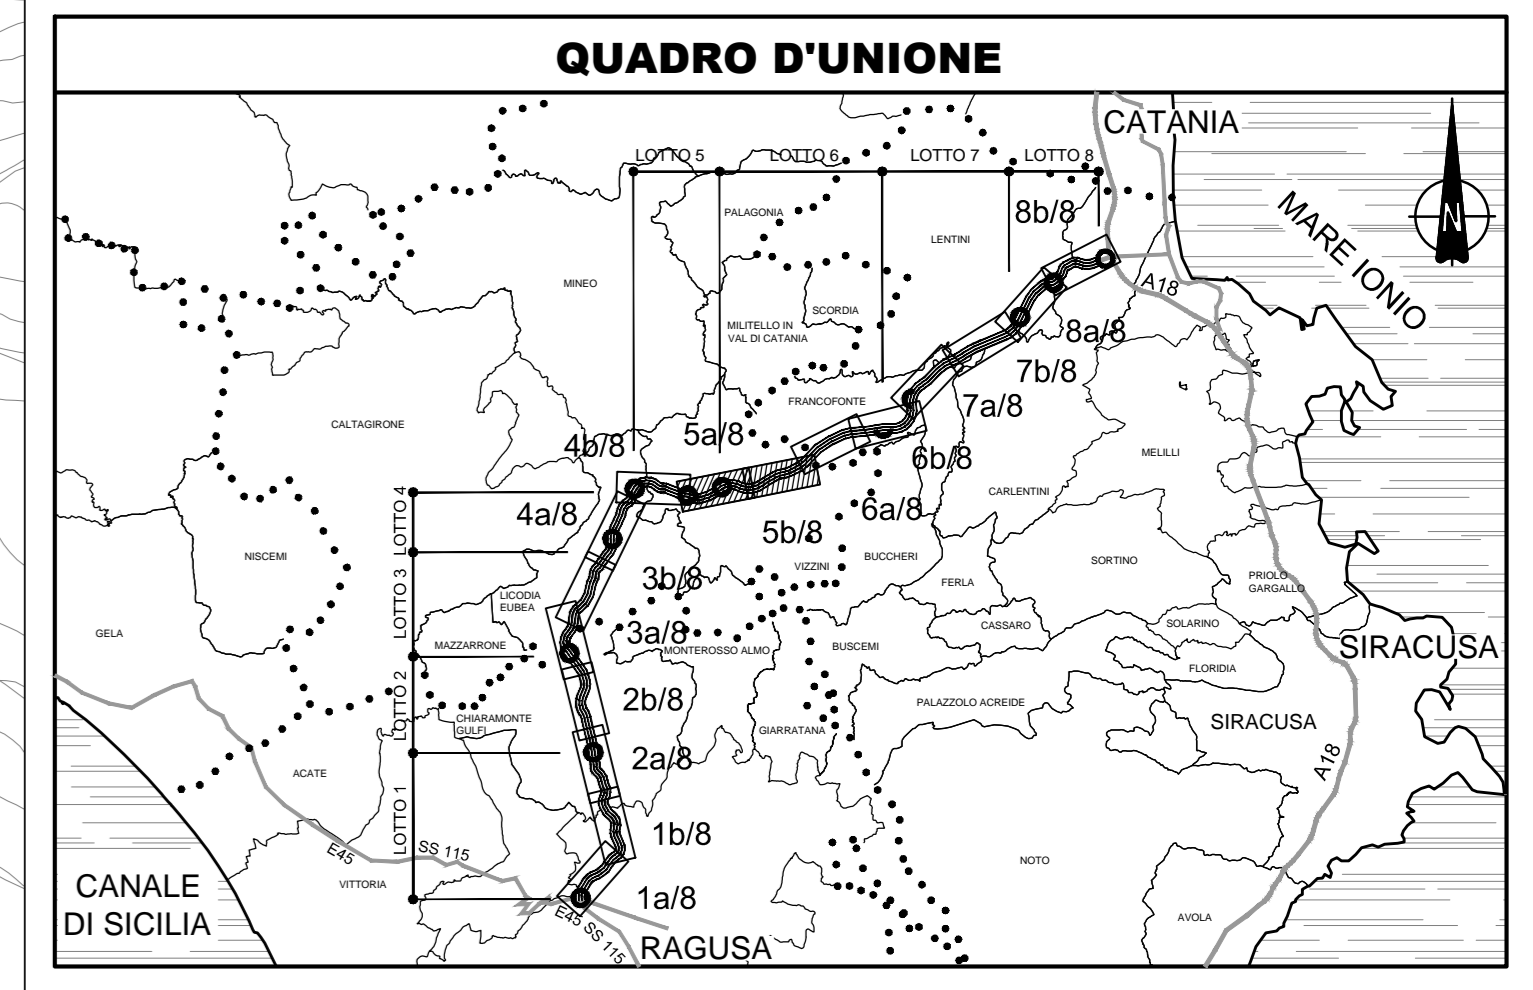 QUADRO D'UNIONE
CATANIA
LOTTO 5
LOTTO 6
LOTTO 7
LOTTO 8
N
MARE IONIO
PALAGONIA
8b/8
LENTINI
MINEO
A18
SCORDIA
MILITELLO IN
VAL DI CATANIA
8a/8
7b/8
FRANCOFONTE
7a/8
CALTAGIRONE
4b/8
5a/8
6b/8
MELILLI
CARLENTINI
LOTTO 4
4a/8
6a/8
5b/8
NISCEMI
BUCCHERI
VIZZINI
SORTINO
FERLA
PRIOLO
GARGALLO
3b/8
LOTTO 3
LICODIA
EUBEA
GELA
3a/8
CASSARO
SOLARINO
MAZZARRONE
MONTEROSSO ALMO
BUSCEMI
SIRACUSA
FLORIDIA
LOTTO 2
2b/8
PALAZZOLO ACREIDE
CHIARAMONTE
GULFI
GIARRATANA
SIRACUSA
2a/8
ACATE
A18
LOTTO 1
1b/8
E45
SS 115
NOTO
VITTORIA
CANALE
DI SICILIA
1a/8
E45 SS 115
AVOLA
RAGUSA